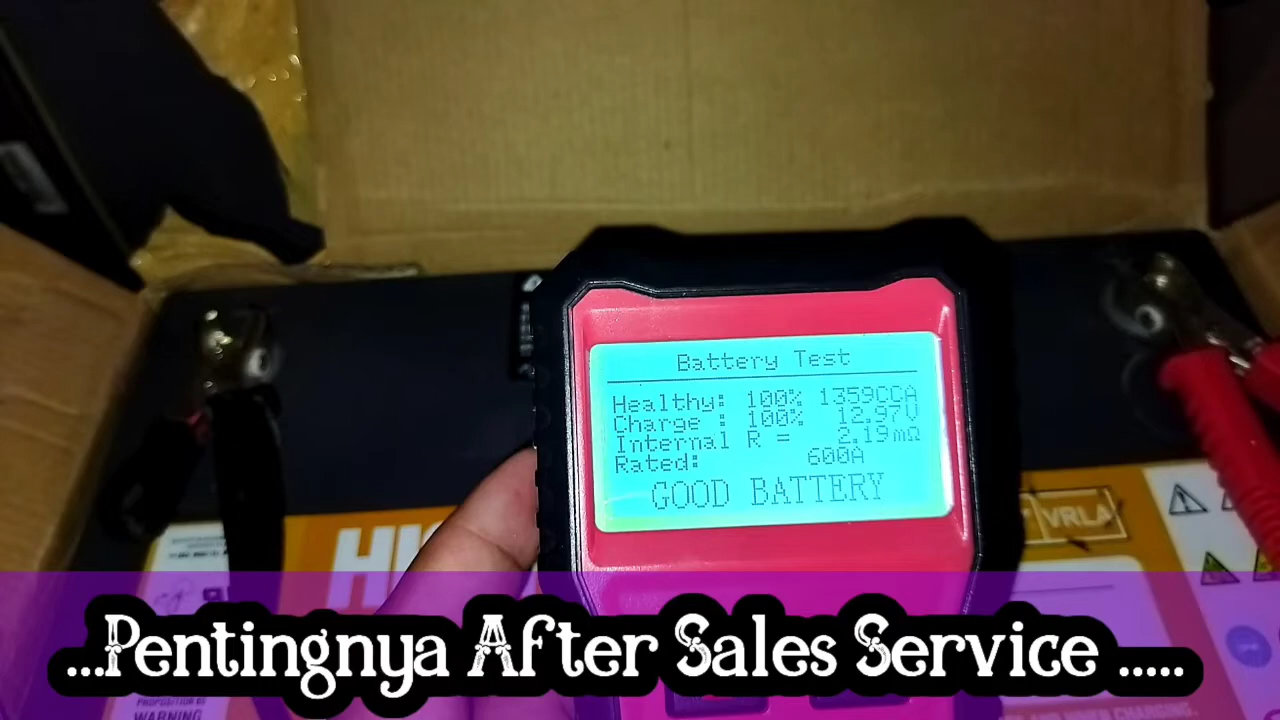 Battery Test
Healthy: 100% 1359CCA
Charge : 100% 12.97V
Internal R = 2.19mΩ
Rated: 600A
GOOD BATTERY
VRLA
...Pentingnya After Sales Service .....
WARNING